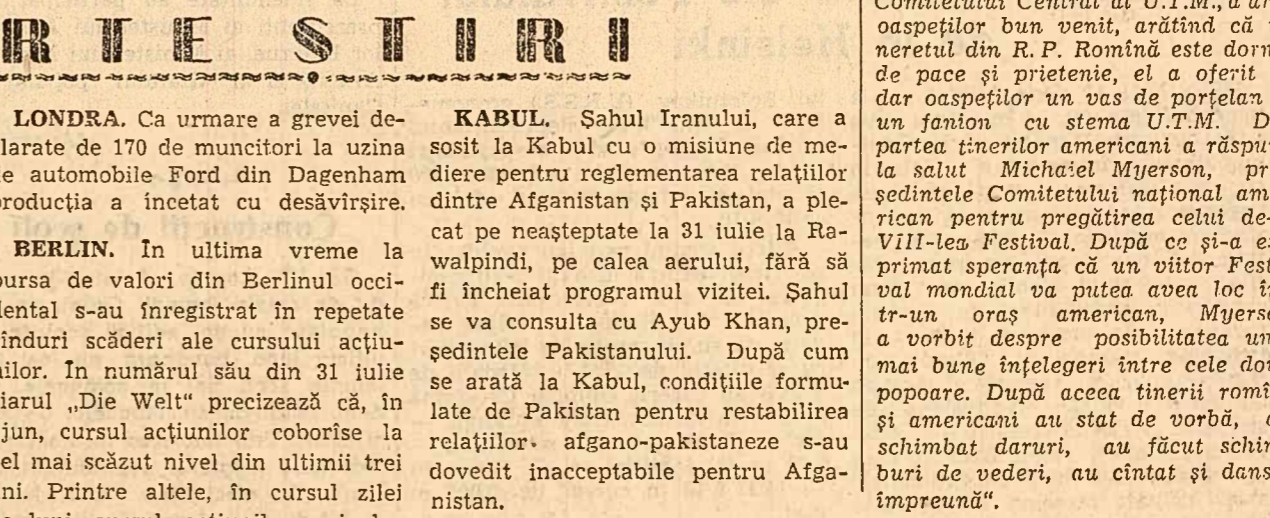 RTE STIRI
LONDRA. Ca urmare a grevei de-
larate de 170 de muncitori la uzina
automobile Ford din Dagenham
roducția a încetat cu desăvîrșire.
BERLIN. În ultima vreme la
bursa de valori din Berlinul occi-
dental s-au înregistrat în repetate
înduri scăderi ale cursului acțiu-
nilor. În numărul său din 31 iulie
ziarul „Die Welt“ precizează că, în
jun, cursul acțiunilor coborîse la
el mai scăzut nivel din ultimii trei
ni. Printre altele, în cursul zilei
KABUL. Șahul Iranului, care a
sosit la Kabul cu o misiune de me-
diere pentru reglementarea relațiilor
dintre Afganistan și Pakistan, a ple-
cat pe neașteptate la 31 iulie la Ra-
walpindi, pe calea aerului, fără să
fi încheiat programul vizitei. Șahul
se va consulta cu Ayub Khan, pre-
ședintele Pakistanului. După cum
se arată la Kabul, condițiile formu-
late de Pakistan pentru restabilirea
relațiilor afgano-pakistaneze s-au
dovedit inacceptabile pentru Afga-
nistan.
Comitetului Central al U.T.M., a ur
oaspeților bun venit, arătînd că
neretul din R. P. Romînă este dorn
de pace și prietenie, el a oferit
dar oaspeților un vas de porțelan
un fanion cu stema U.T.M. D
partea tinerilor americani a răspun
la salut Michaiel Myerson, pr
ședintele Comitetului național ame
rican pentru pregătirea celui de-
VIII-lea Festival. După ce și-a e
primat speranța că un viitor Fest
val mondial va putea avea loc în
tr-un oraș american, Myerso
a vorbit despre posibilitatea un
mai bune înțelegeri între cele do
popoare. După aceea tinerii romî
și americani au stat de vorbă,
schimbat daruri, au făcut schim
buri de vederi, au cîntat și dans
împreună“.